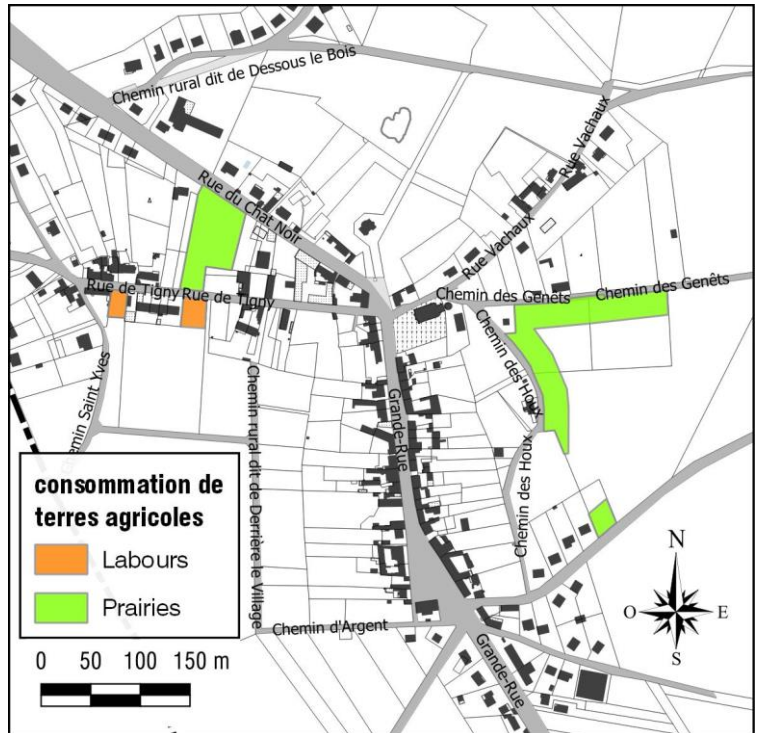 Chemin rural dit de Dessous le Bois
Rue Vachaux
Rue du Chat Noir
Rue Vachaux
Rue de Tigny
Rue de Tigny
Chemin des Genêts
Chemin des Genêts
Chemin des Houx
Chemin des Houx
Chemin Saint Yves
Chemin rural dit de Derrière le Village
Grande-Rue
Chemin d'Argent
Grande-Rue
consommation de
terres agricoles
Labours
Prairies
0 50 100 150 m
N
O
E
S